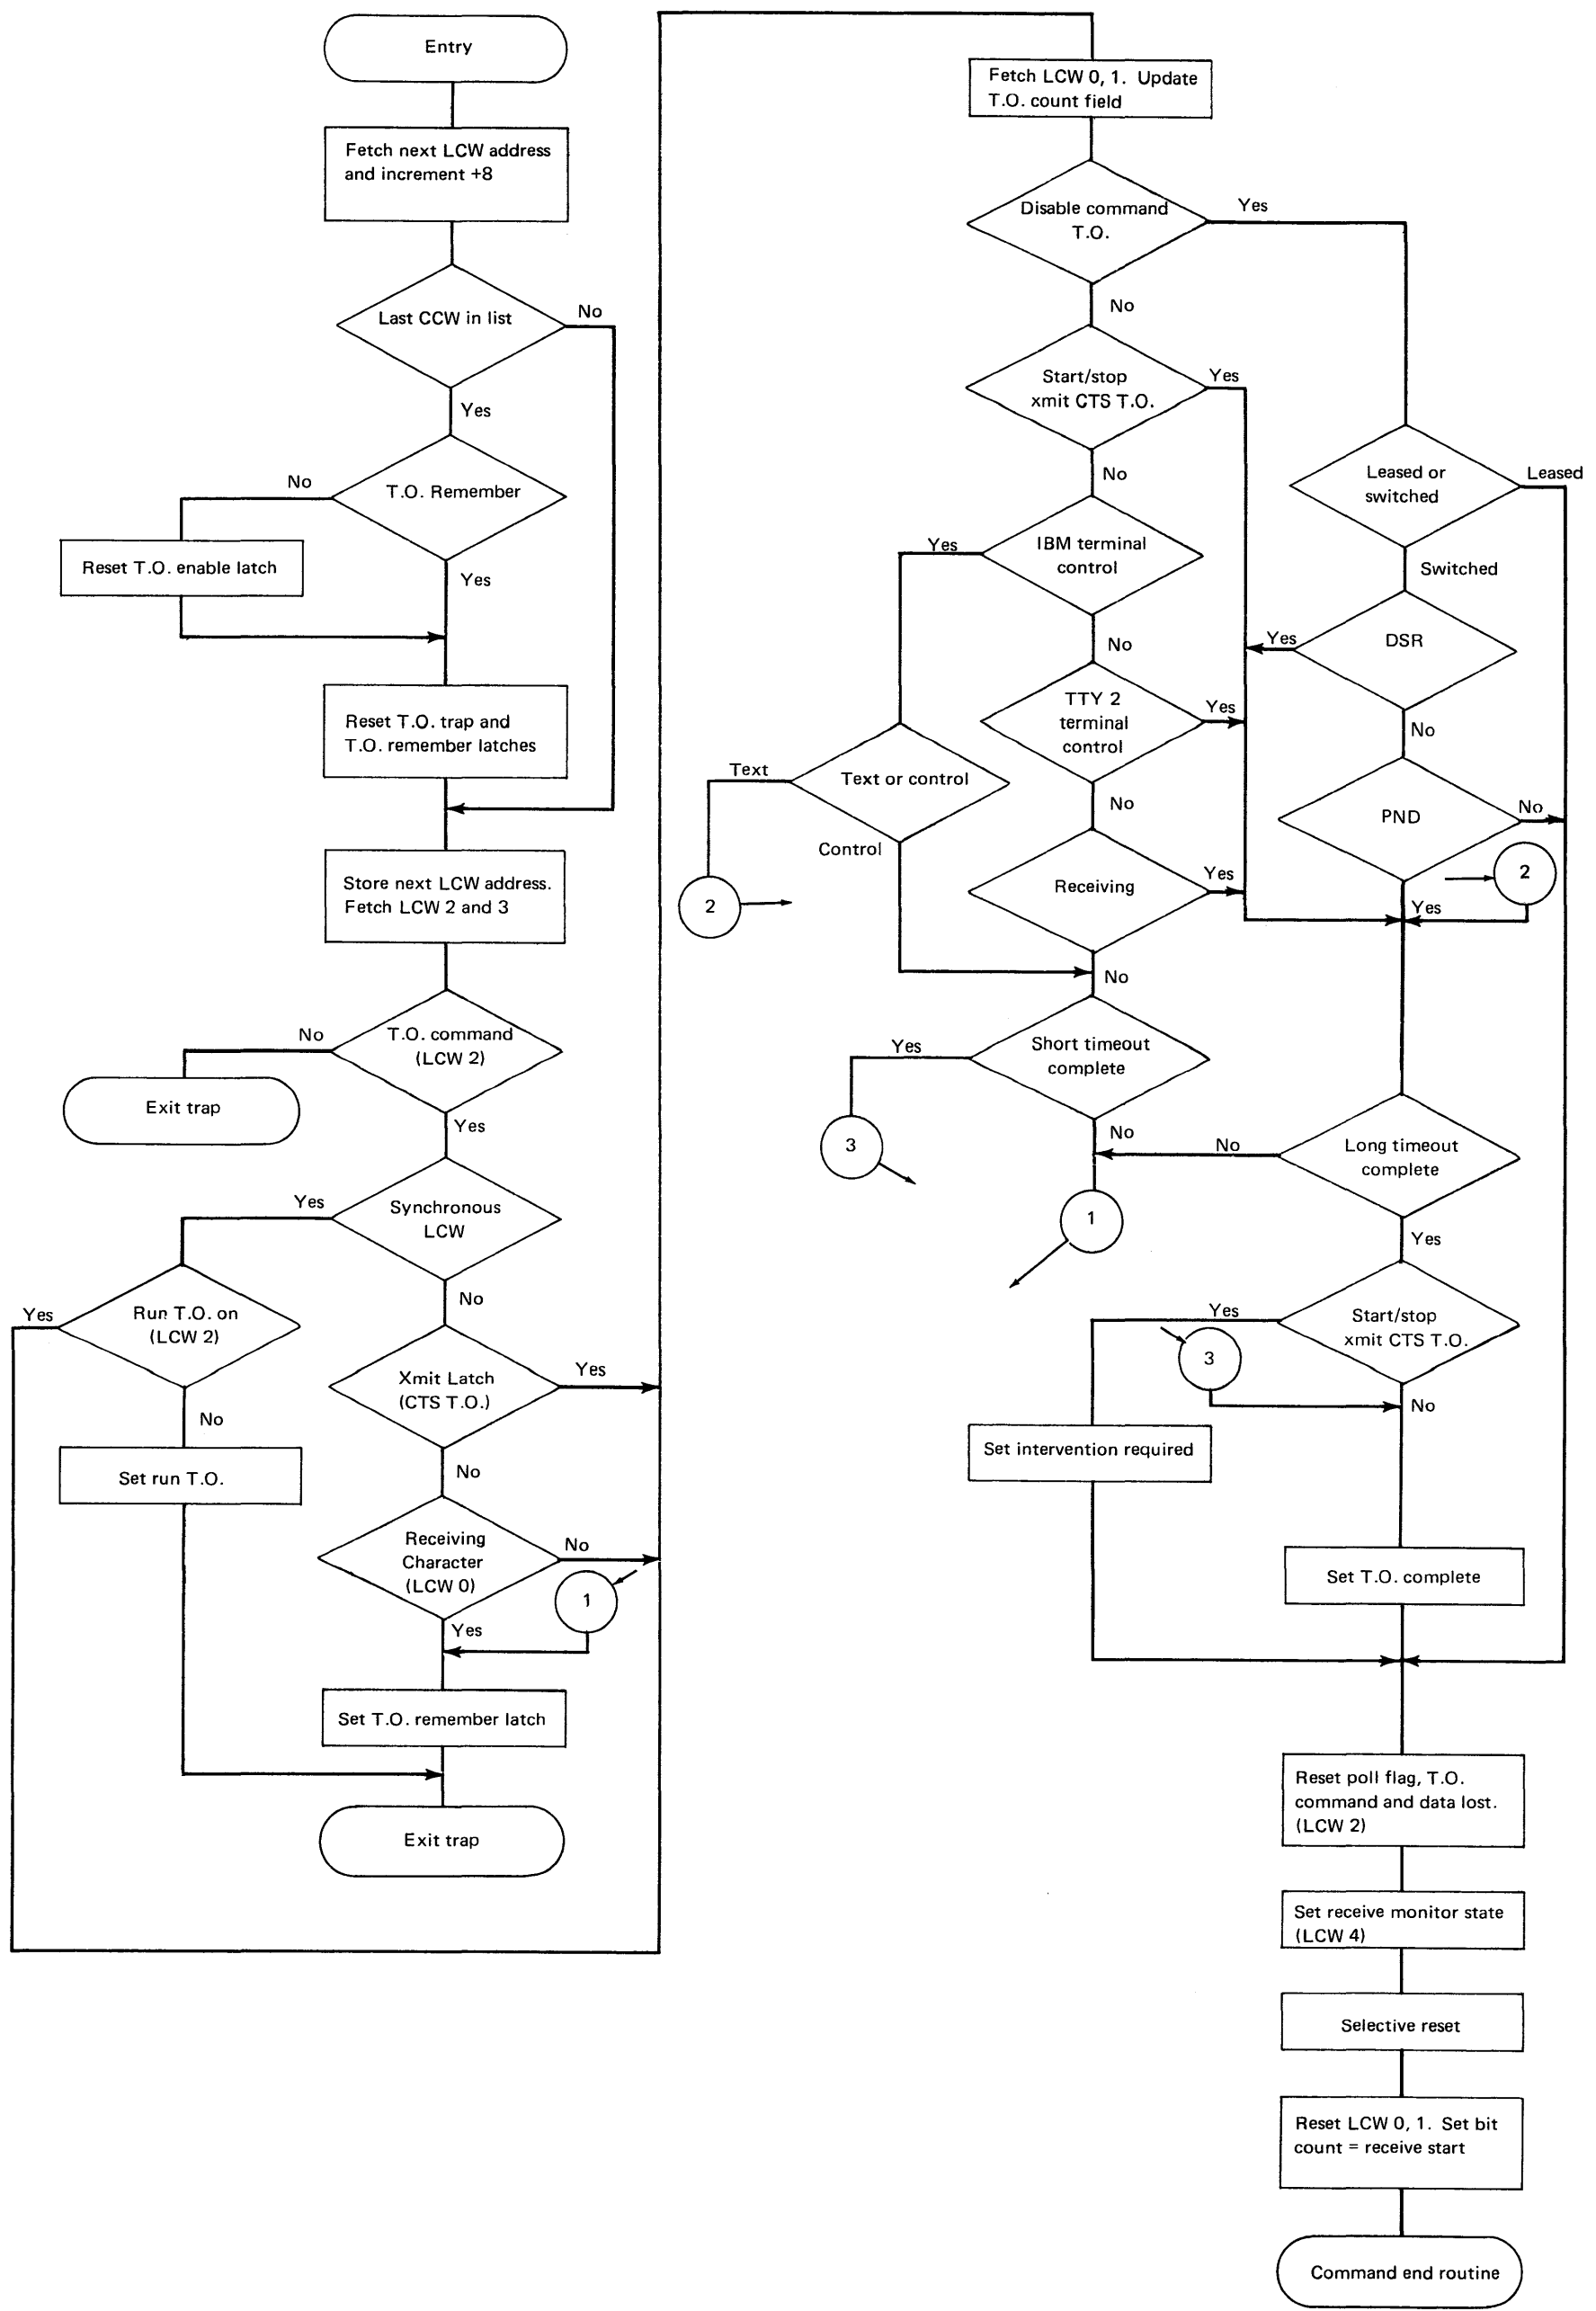 Entry
Fetch next LCW address
and increment +8
Last CCW in list
No
Yes
T.O. Remember
No
Reset T.O. enable latch
Yes
Reset T.O. trap and
T.O. remember latches
Store next LCW address.
Fetch LCW 2 and 3
T.O. command
(LCW 2)
No
Exit trap
Yes
Synchronous
LCW
Yes
Run T.O. on
(LCW 2)
Yes
No
Set run T.O.
No
Xmit Latch
(CTS T.O.)
Yes
No
Receiving
Character
(LCW 0)
No
1
Yes
Set T.O. remember latch
Exit trap
Fetch LCW 0, 1. Update
T.O. count field
Disable command
T.O.
Yes
No
Start/stop
xmit CTS T.O.
Yes
No
IBM terminal
control
Yes
No
TTY 2
terminal
control
Yes
No
Text or control
Text
2
Control
Receiving
Yes
No
Short timeout
complete
Yes
3
No
1
Leased or
switched
Leased
Switched
DSR
Yes
No
PND
No
2
Yes
Long timeout
complete
No
Yes
Start/stop
xmit CTS T.O.
Yes
3
No
Set intervention required
Set T.O. complete
Reset poll flag, T.O.
command and data lost.
(LCW 2)
Set receive monitor state
(LCW 4)
Selective reset
Reset LCW 0, 1. Set bit
count = receive start
Command end routine